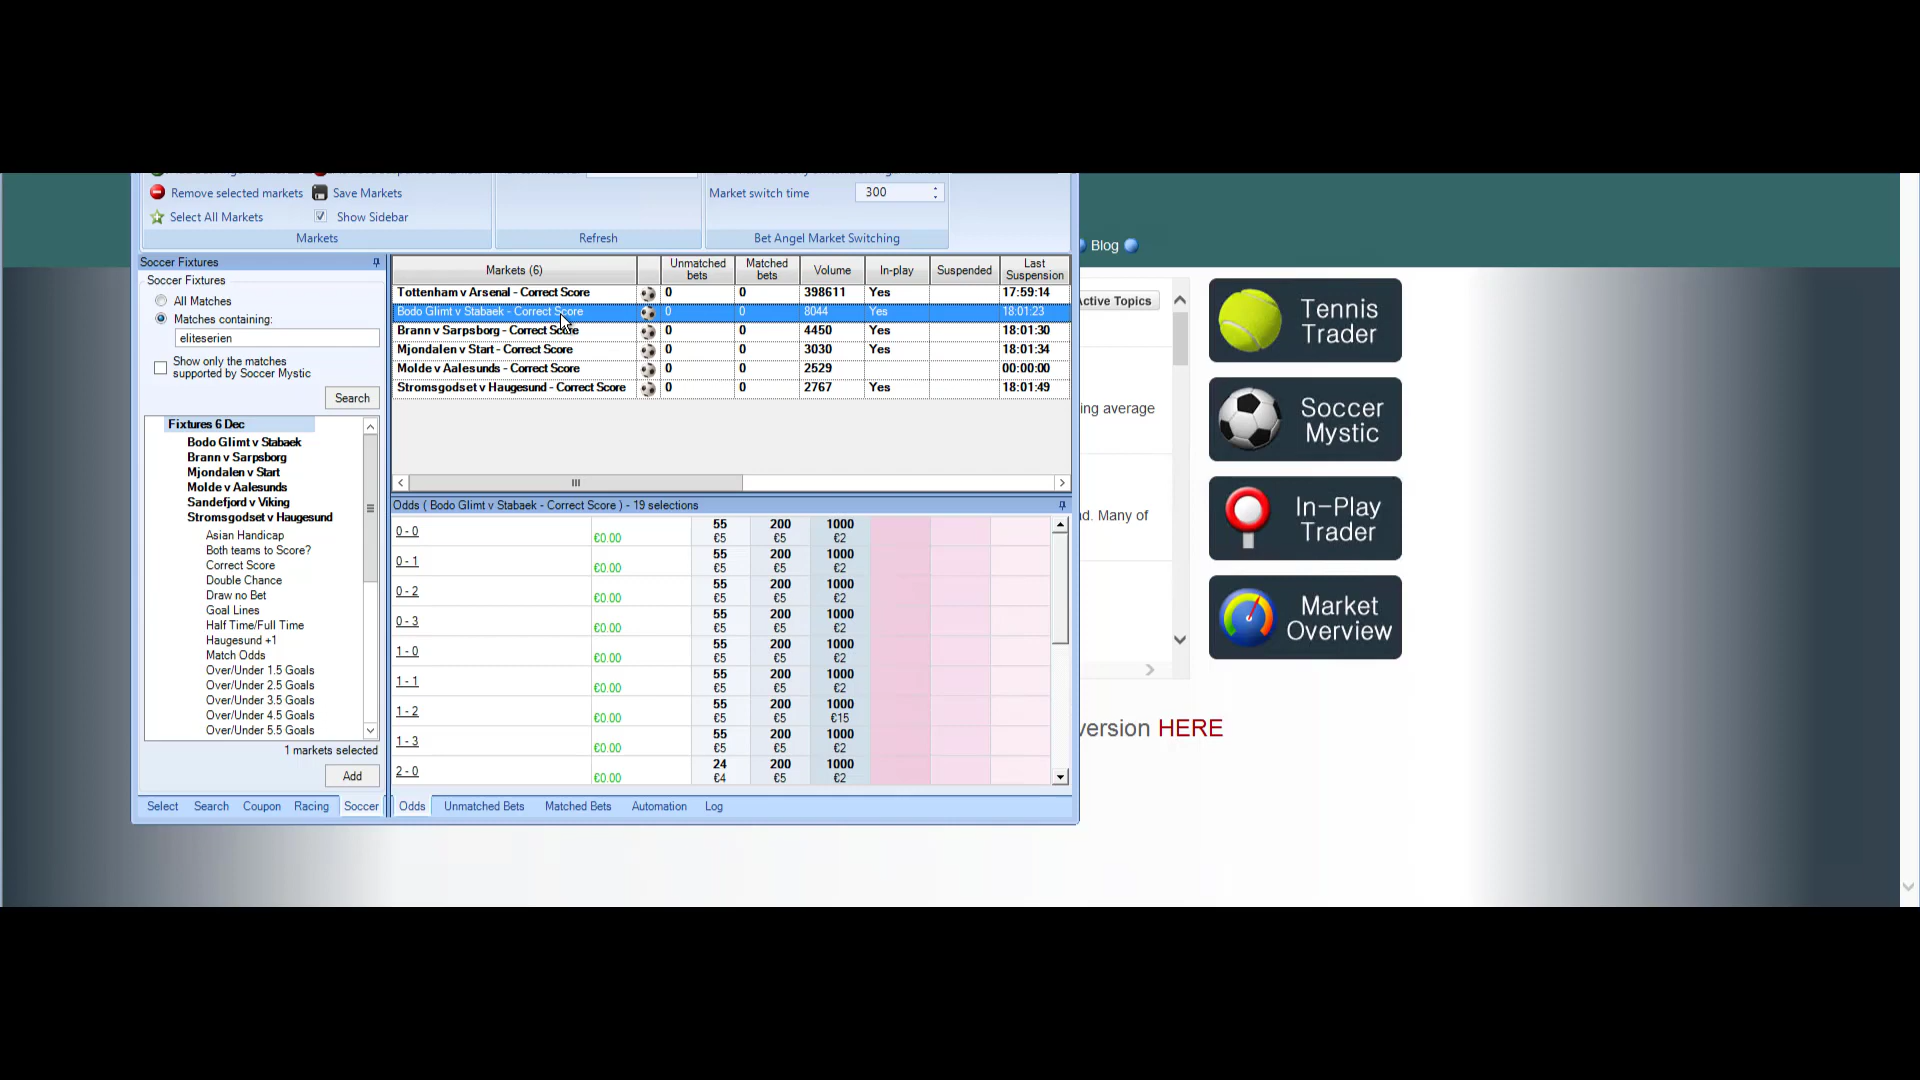 Remove selected markets
Save Markets
Market switch time
300
Select All Markets
Show Sidebar
Markets
Refresh
Bet Angel Market Switching
Blog
Soccer Fixtures
Soccer Fixtures
All Matches
Matches containing:
eliteserien
Show only the matches
supported by Soccer Mystic
Search
Fixtures 6 Dec
Bodo Glimt v Stabaek
Brann v Sarpsborg
Mjondalen v Start
Molde v Aalesunds
Sandefjord v Viking
Stromsgodset v Haugesund
Asian Handicap
Both teams to Score?
Correct Score
Double Chance
Draw no Bet
Goal Lines
Half Time/Full Time
Haugesund +1
Match Odds
Over/Under 1.5 Goals
Over/Under 2.5 Goals
Over/Under 3.5 Goals
Over/Under 4.5 Goals
Over/Under 5.5 Goals
1 markets selected
Add
Select Search Coupon Racing Soccer
Markets (6) Unmatched bets Matched bets Volume In-play Suspended Last Suspension
Tottenham v Arsenal - Correct Score 0 0 398611 Yes 17:59:14
Bodo Glimt v Stabaek - Correct Score 0 0 8044 Yes 18:01:23
Brann v Sarpsborg - Correct Score 0 0 4450 Yes 18:01:30
Mjondalen v Start - Correct Score 0 0 3030 Yes 18:01:34
Molde v Aalesunds - Correct Score 0 0 2529 00:00:00
Stromsgodset v Haugesund - Correct Score 0 0 2767 Yes 18:01:49
Odds ( Bodo Glimt v Stabaek - Correct Score ) - 19 selections
55 200 1000
0 - 0 €0.00 €5 €5 €2
55 200 1000
0 - 1 €0.00 €5 €5 €2
55 200 1000
0 - 2 €0.00 €5 €5 €2
55 200 1000
0 - 3 €0.00 €5 €5 €2
55 200 1000
1 - 0 €0.00 €5 €5 €2
55 200 1000
1 - 1 €0.00 €5 €5 €2
55 200 1000
1 - 2 €0.00 €5 €5 €15
55 200 1000
1 - 3 €0.00 €5 €5 €2
24 200 1000
2 - 0 €0.00 €4 €5 €2
Odds Unmatched Bets Matched Bets Automation Log
ctive Topics
ing average
d. Many of
version HERE
Tennis
Trader
Soccer
Mystic
In-Play
Trader
Market
Overview